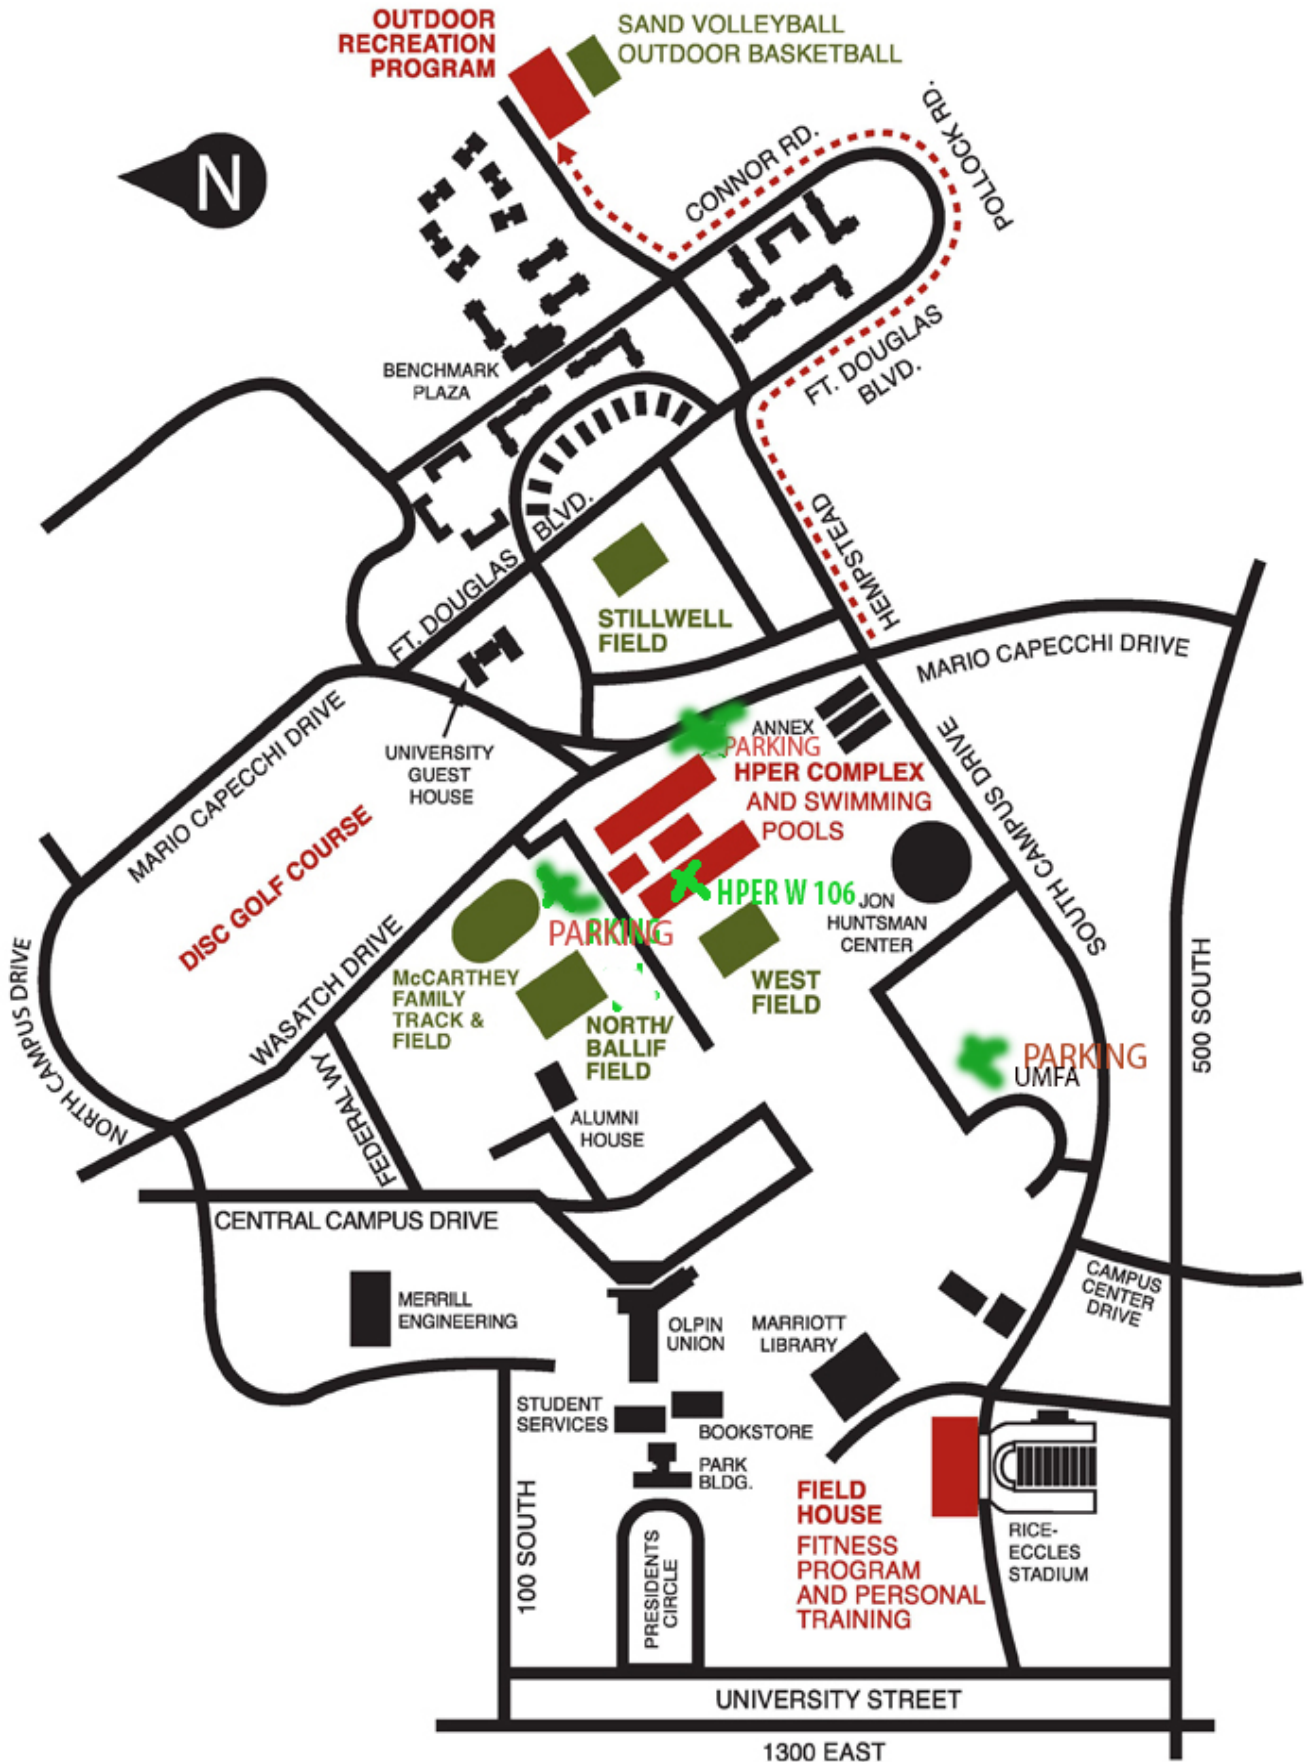 OUTDOOR
RECREATION
PROGRAM
SAND VOLLEYBALL
OUTDOOR BASKETBALL
N
CONNOR RD.
POLLOCK RD.
FT. DOUGLAS
BLVD.
BENCHMARK
PLAZA
HEMPSTEAD
FT. DOUGLAS BLVD.
STILLWELL
FIELD
MARIO CAPECCHI DRIVE
MARIO CAPECCHI DRIVE
UNIVERSITY
GUEST
HOUSE
ANNEX
PARKING
HPER COMPLEX
AND SWIMMING
POOLS
SOUTH CAMPUS DRIVE
DISC GOLF COURSE
HPER W 106
JON
HUNTSMAN
CENTER
PARKING
WASATCH DRIVE
McCARTHEY
FAMILY
TRACK &
FIELD
WEST
FIELD
NORTH/
BALLIF
FIELD
NORTH CAMPUS DRIVE
500 SOUTH
PARKING
UMFA
FEDERAL WY
ALUMNI
HOUSE
CENTRAL CAMPUS DRIVE
CAMPUS
CENTER
DRIVE
MERRILL
ENGINEERING
OLPIN
UNION
MARRIOTT
LIBRARY
STUDENT
SERVICES
BOOKSTORE
PARK
BLDG.
FIELD
HOUSE
FITNESS
PROGRAM
AND PERSONAL
TRAINING
RICE-
ECCLES
STADIUM
100 SOUTH
PRESIDENTS
CIRCLE
UNIVERSITY STREET
1300 EAST